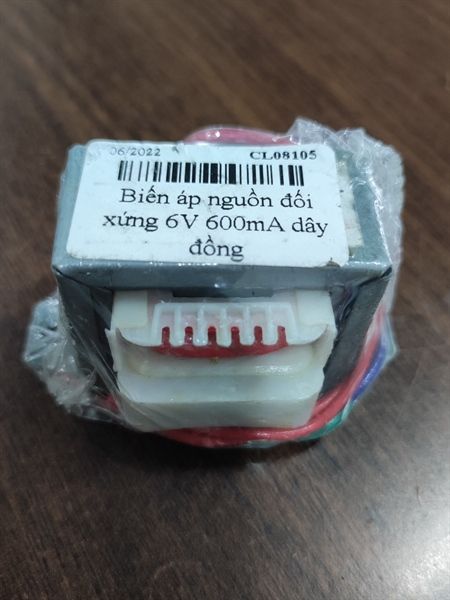 06/2022 A CL08105
Biến áp nguồn đối
xứng 6V 600mA dây
đồng